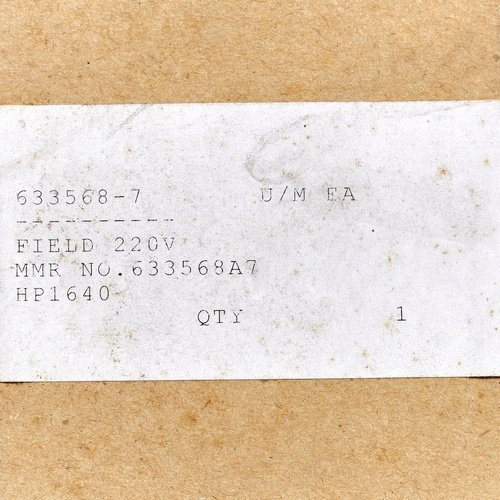 633568-7 U/M EA
----------
FIELD 220V
MMR NO.633568A7
HP1640
QTY 1